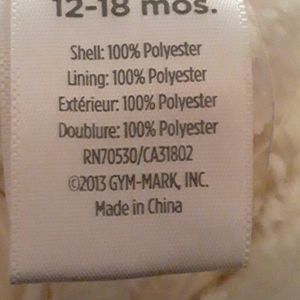 12-18 mos.
Shell: 100% Polyester
Lining: 100% Polyester
Extérieur: 100% Polyester
Doublure: 100% Polyester
RN70530/CA31802
©2013 GYM-MARK, INC.
Made in China